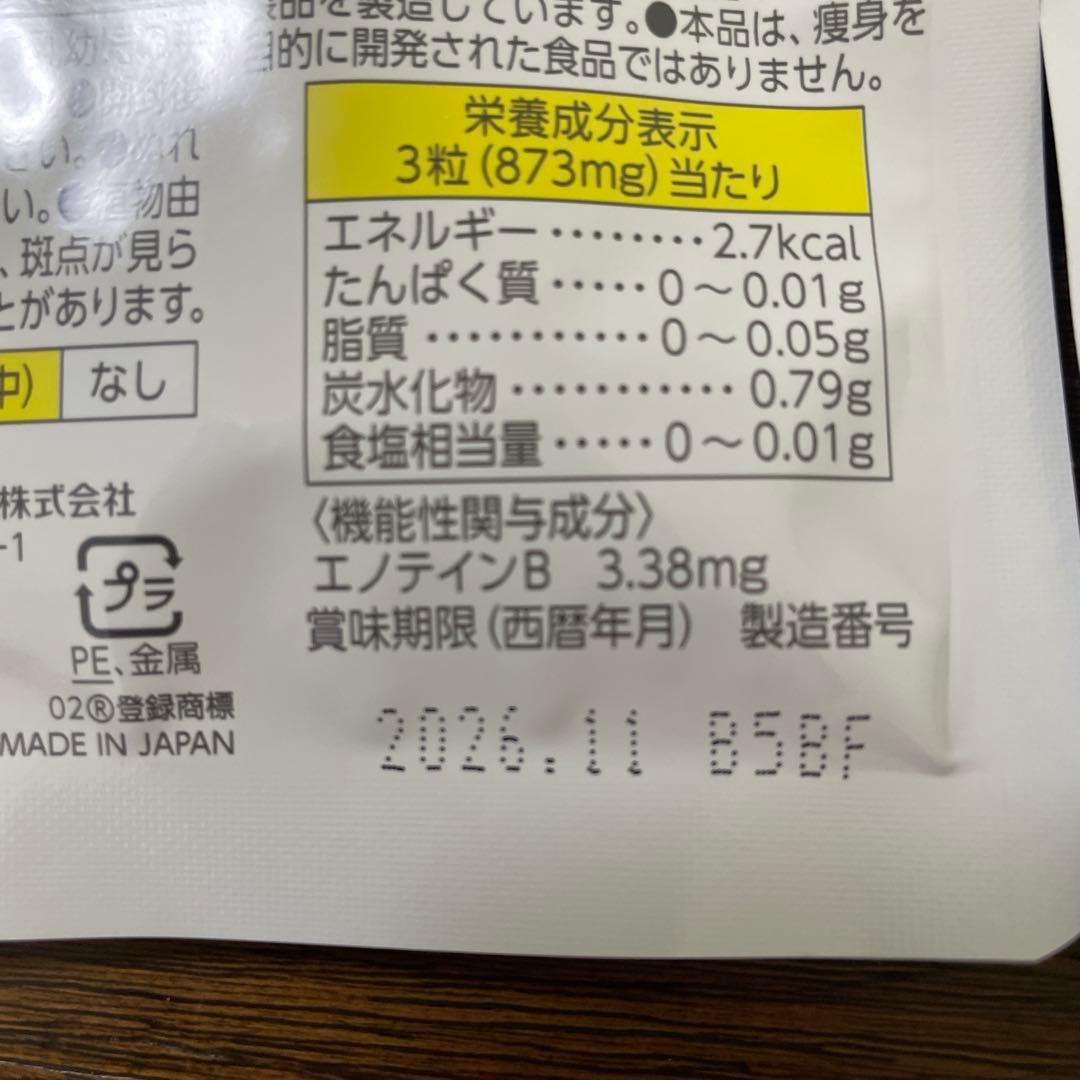 品を製造しています。●本品は、痩身を
目的に開発された食品ではありません。
栄養成分表示
3粒(873mg)当たり
エネルギー········2.7kcal
たんぱく質·····0〜0.01g
脂質···········0〜0.05g
炭水化物···········0.79g
食塩相当量·····0〜0.01g
〈機能性関与成分〉
エノテインB 3.38mg
賞味期限(西暦年月) 製造番号
2026.11 B5BF
い。●植物由
、斑点が見ら
とがあります。
中) なし
株式会社
-1
プラ
PE、金属
02®登録商標
MADE IN JAPAN